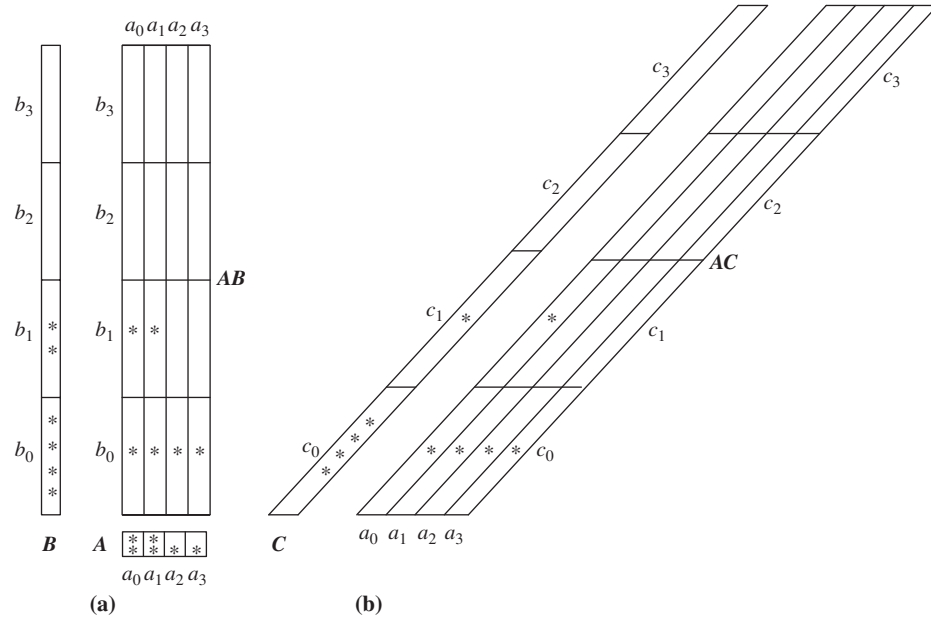 a0 a1 a2 a3
b3 b3
b2 b2
AB
b1 * * * b1
*
b0 * * * * b0 * * * *
B A * * * * * *
a0 a1 a2 a3
(a)
c3 c3
c2 c2
AC
c1 * * c1
c0 * * * * * * * * c0
a0 a1 a2 a3
C
(b)